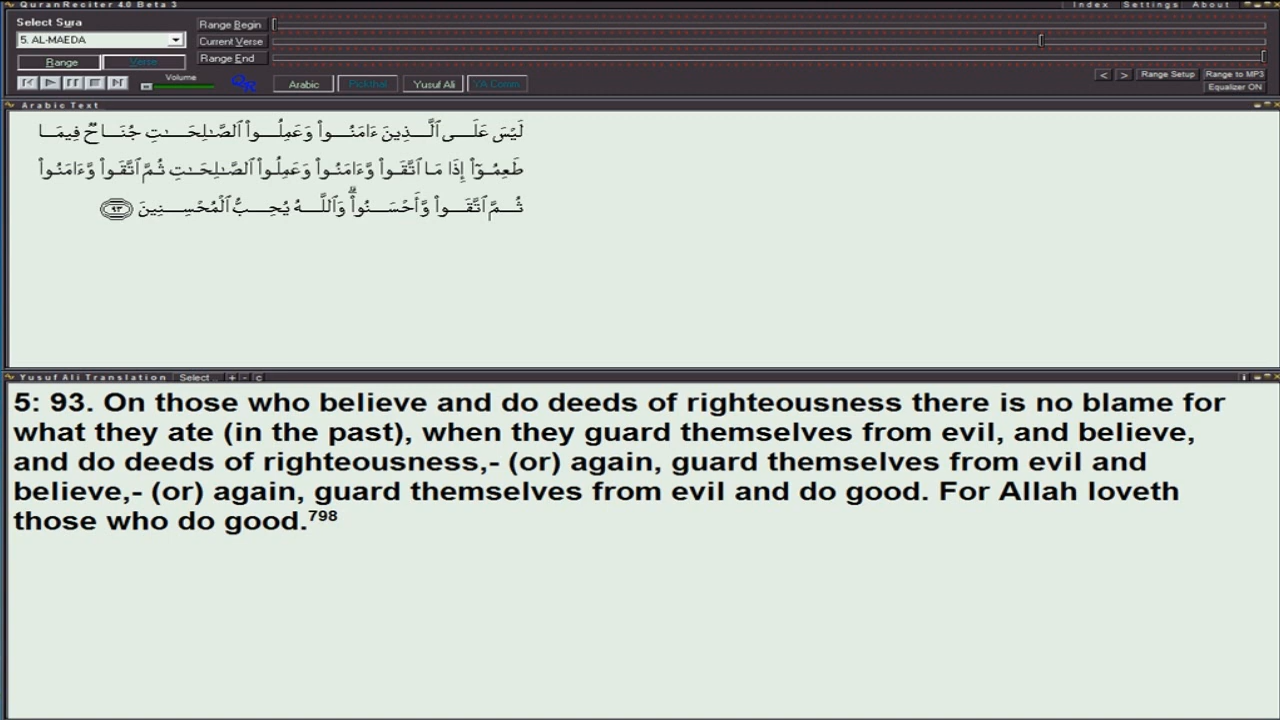 QuranReciter 4.0 Beta 3
Index Settings About
Select Sura
5. AL-MAEDA
Range Verse
Volume
Range Begin
Current Verse
Range End
Arabic Pickthal Yusuf Ali YA Comm
< > Range Setup Range to MP3
Equalizer ON
Arabic Text
لَيْسَ عَلَى ٱلَّذِينَ ءَامَنُوا۟ وَعَمِلُوا۟ ٱلصَّـٰلِحَـٰتِ جُنَاحٌ فِيمَا
طَعِمُوٓا۟ إِذَا مَا ٱتَّقَوا۟ وَّءَامَنُوا۟ وَعَمِلُوا۟ ٱلصَّـٰلِحَـٰتِ ثُمَّ ٱتَّقَوا۟ وَّءَامَنُوا۟
ثُمَّ ٱتَّقَوا۟ وَّأَحْسَنُوا۟ ۗ وَٱللَّهُ يُحِبُّ ٱلْمُحْسِنِينَ ٩٣
Yusuf Ali Translation Select.. + - c
5: 93. On those who believe and do deeds of righteousness there is no blame for
what they ate (in the past), when they guard themselves from evil, and believe,
and do deeds of righteousness,- (or) again, guard themselves from evil and
believe,- (or) again, guard themselves from evil and do good. For Allah loveth
those who do good.798